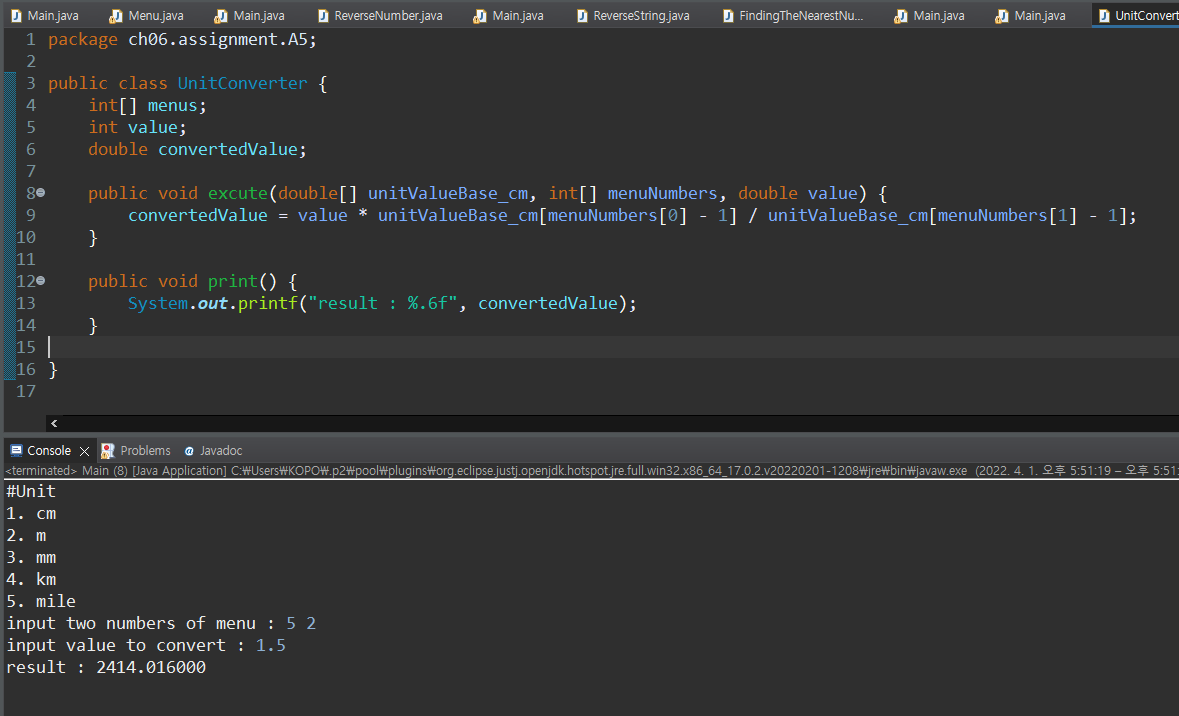 Main.java Menu.java Main.java ReverseNumber.java Main.java ReverseString.java FindingTheNearestNu... Main.java Main.java UnitConvert
1 package ch06.assignment.A5;
2
3 public class UnitConverter {
4 int[] menus;
5 int value;
6 double convertedValue;
7
8 public void excute(double[] unitValueBase_cm, int[] menuNumbers, double value) {
9 convertedValue = value * unitValueBase_cm[menuNumbers[0] - 1] / unitValueBase_cm[menuNumbers[1] - 1];
10 }
11
12 public void print() {
13 System.out.printf("result : %.6f", convertedValue);
14 }
15
16 }
17
Console Problems Javadoc
<terminated> Main (8) [Java Application] C:₩Users₩KOPO₩.p2₩pool₩plugins₩org.eclipse.justj.openjdk.hotspot.jre.full.win32.x86_64_17.0.2.v20220201-1208₩jre₩bin₩javaw.exe (2022. 4. 1. 오후 5:51:19 – 오후 5:51:
#Unit
1. cm
2. m
3. mm
4. km
5. mile
input two numbers of menu : 5 2
input value to convert : 1.5
result : 2414.016000